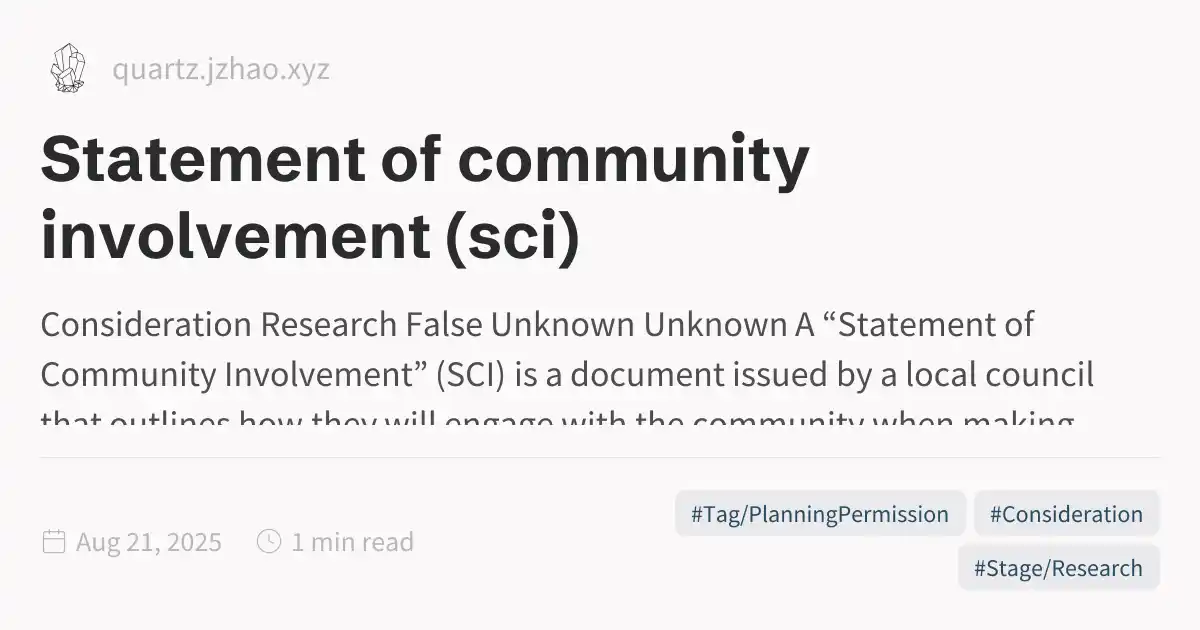 quartz.jzhao.xyz
Statement of community
involvement (sci)
Consideration Research False Unknown Unknown A “Statement of
Community Involvement” (SCI) is a document issued by a local council
that outlines how they will engage with the community when making
Aug 21, 2025
1 min read
#Tag/PlanningPermission
#Consideration
#Stage/Research